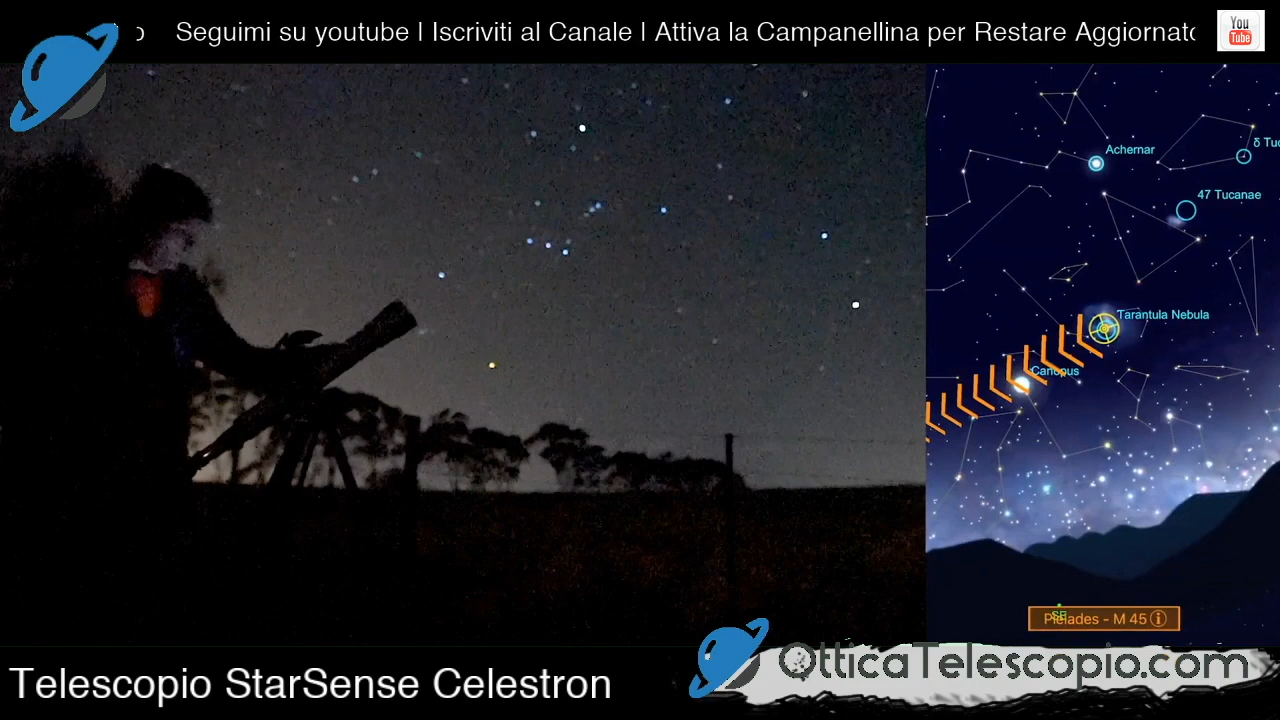 Seguimi su youtube | Iscriviti al Canale | Attiva la Campanellina per Restare Aggiornato
You
Tube
Achernar
δ Tuc
47 Tucanae
Tarantula Nebula
Canopus
SE
Pleiades - M 45
Telescopio StarSense Celestron
OtticaTelescopio.com